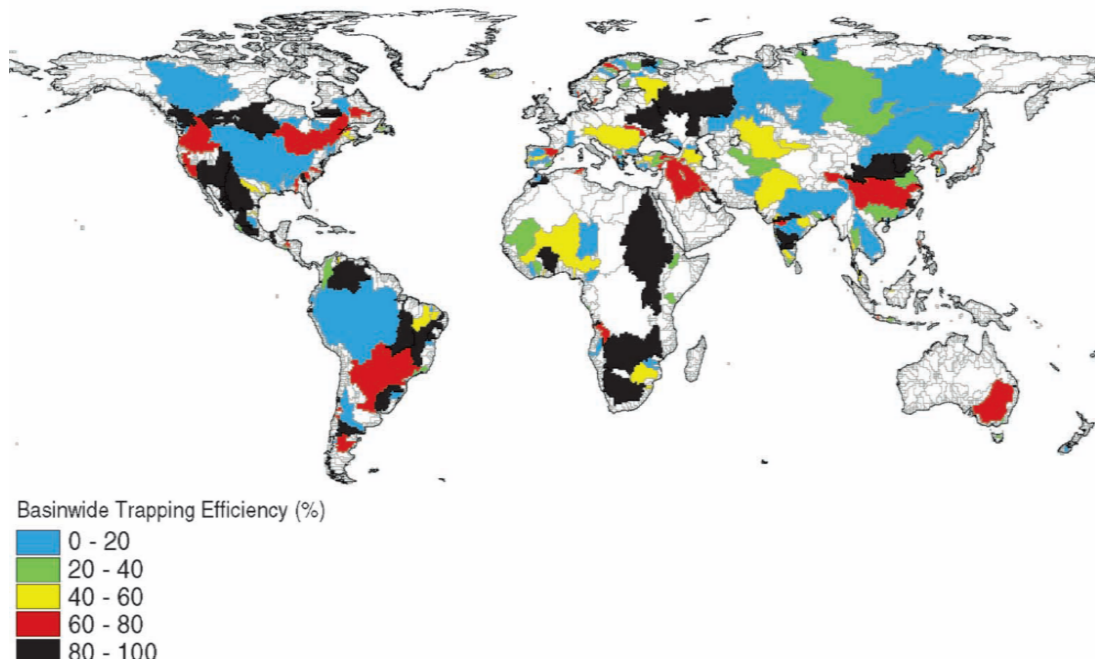 Basinwide Trapping Efficiency (%)
0 - 20
20 - 40
40 - 60
60 - 80
80 - 100